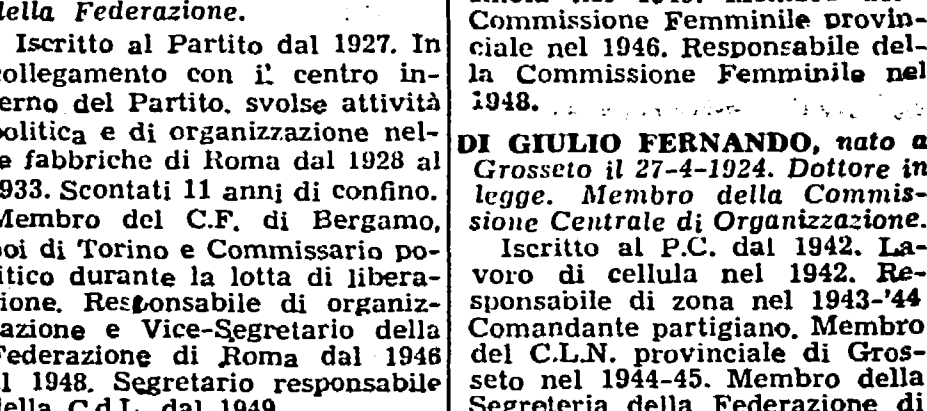 della Federazione.
Iscritto al Partito dal 1927. In
collegamento con il centro in-
terno del Partito, svolse attività
politica e di organizzazione nel-
le fabbriche di Roma dal 1928 al
1933. Scontati 11 anni di confino.
Membro del C.F. di Bergamo,
poi di Torino e Commissario po-
litico durante la lotta di libera-
zione. Responsabile di organiz-
zazione e Vice-Segretario della
Federazione di Roma dal 1946
al 1948. Segretario responsabile
della C.d.L. dal 1949.
Commissione Femminile provin-
ciale nel 1946. Responsabile del-
la Commissione Femminile nel
1948.
DI GIULIO FERNANDO, nato a
Grosseto il 27-4-1924. Dottore in
legge. Membro della Commis-
sione Centrale di Organizzazione.
Iscritto al P.C. dal 1942. La-
voro di cellula nel 1942. Re-
sponsabile di zona nel 1943-'44
Comandante partigiano. Membro
del C.L.N. provinciale di Gros-
seto nel 1944-45. Membro della
Segreteria della Federazione di